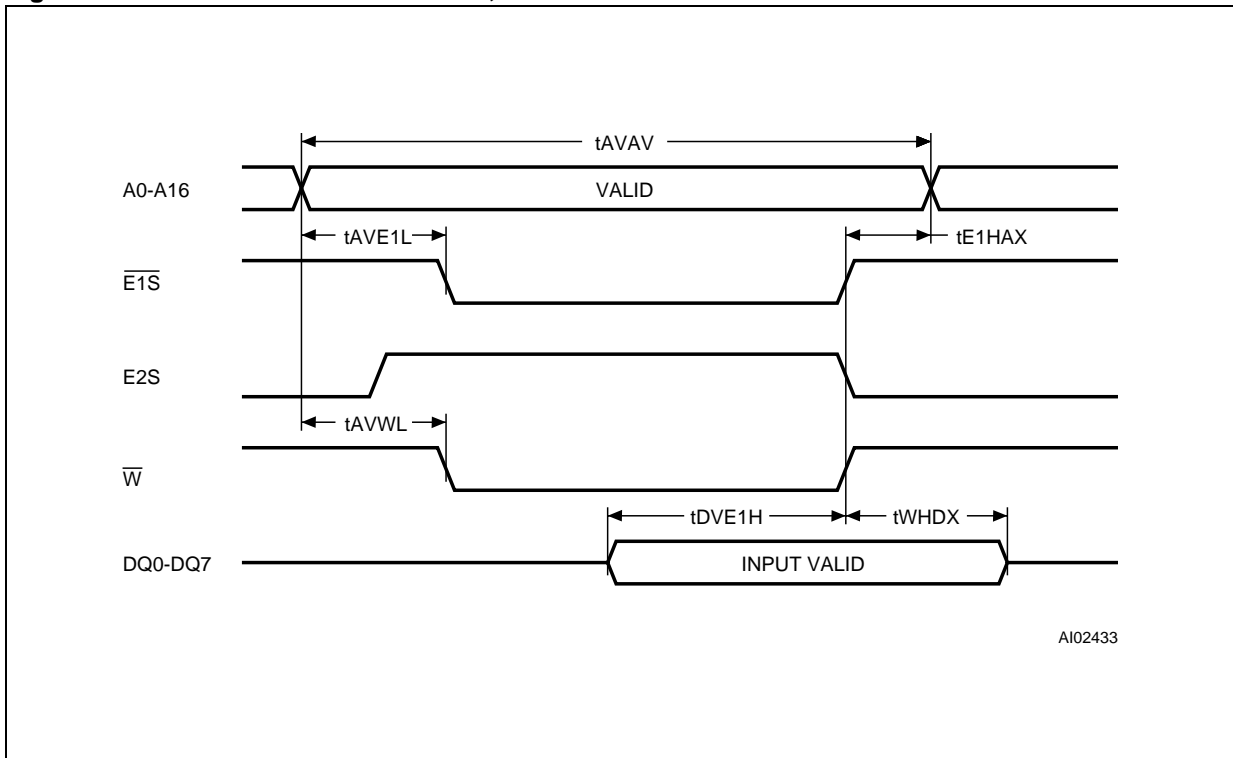 tAVAV
A0-A16
VALID
tAVE1L
tE1HAX
E1S
E2S
tAVWL
W
tDVE1H
tWHDX
DQ0-DQ7
INPUT VALID
AI02433